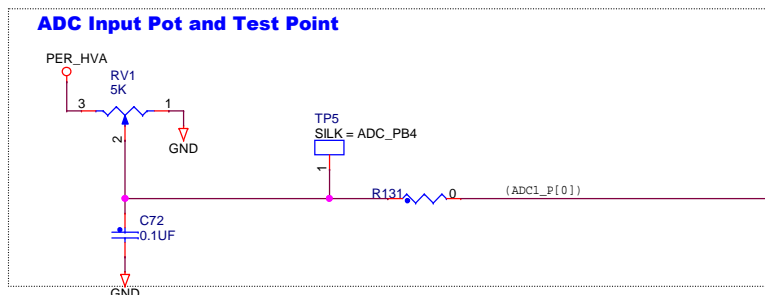 ADC Input Pot and Test Point
PER_HVA
RV1
5K
3
1
2
GND
TP5
SILK = ADC_PB4
1
R131
0
(ADC1_P[0])
C72
0.1UF
GND